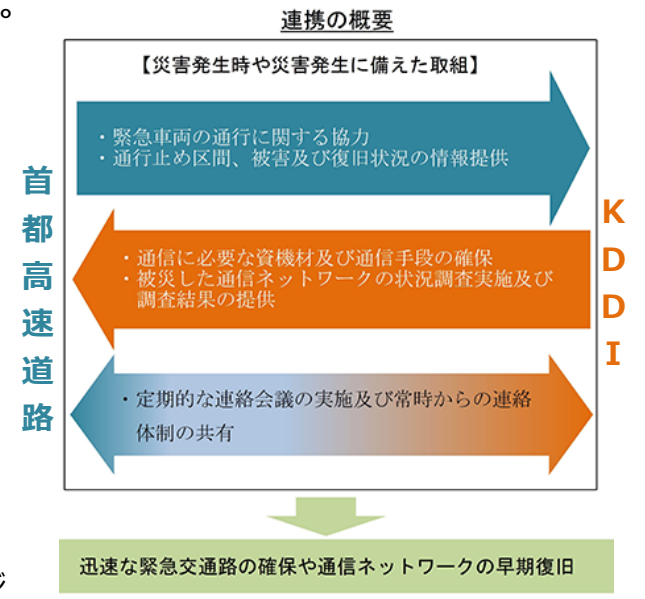 。
連携の概要
【災害発生時や災害発生に備えた取組】
・緊急車両の通行に関する協力
・通行止め区間、被害及び復旧状況の情報提供
首都高速道路
KDDI
・通信に必要な資機材及び通信手段の確保
・被災した通信ネットワークの状況調査実施及び
調査結果の提供
・定期的な連絡会議の実施及び常時からの連絡
体制の共有
迅速な緊急交通路の確保や通信ネットワークの早期復旧